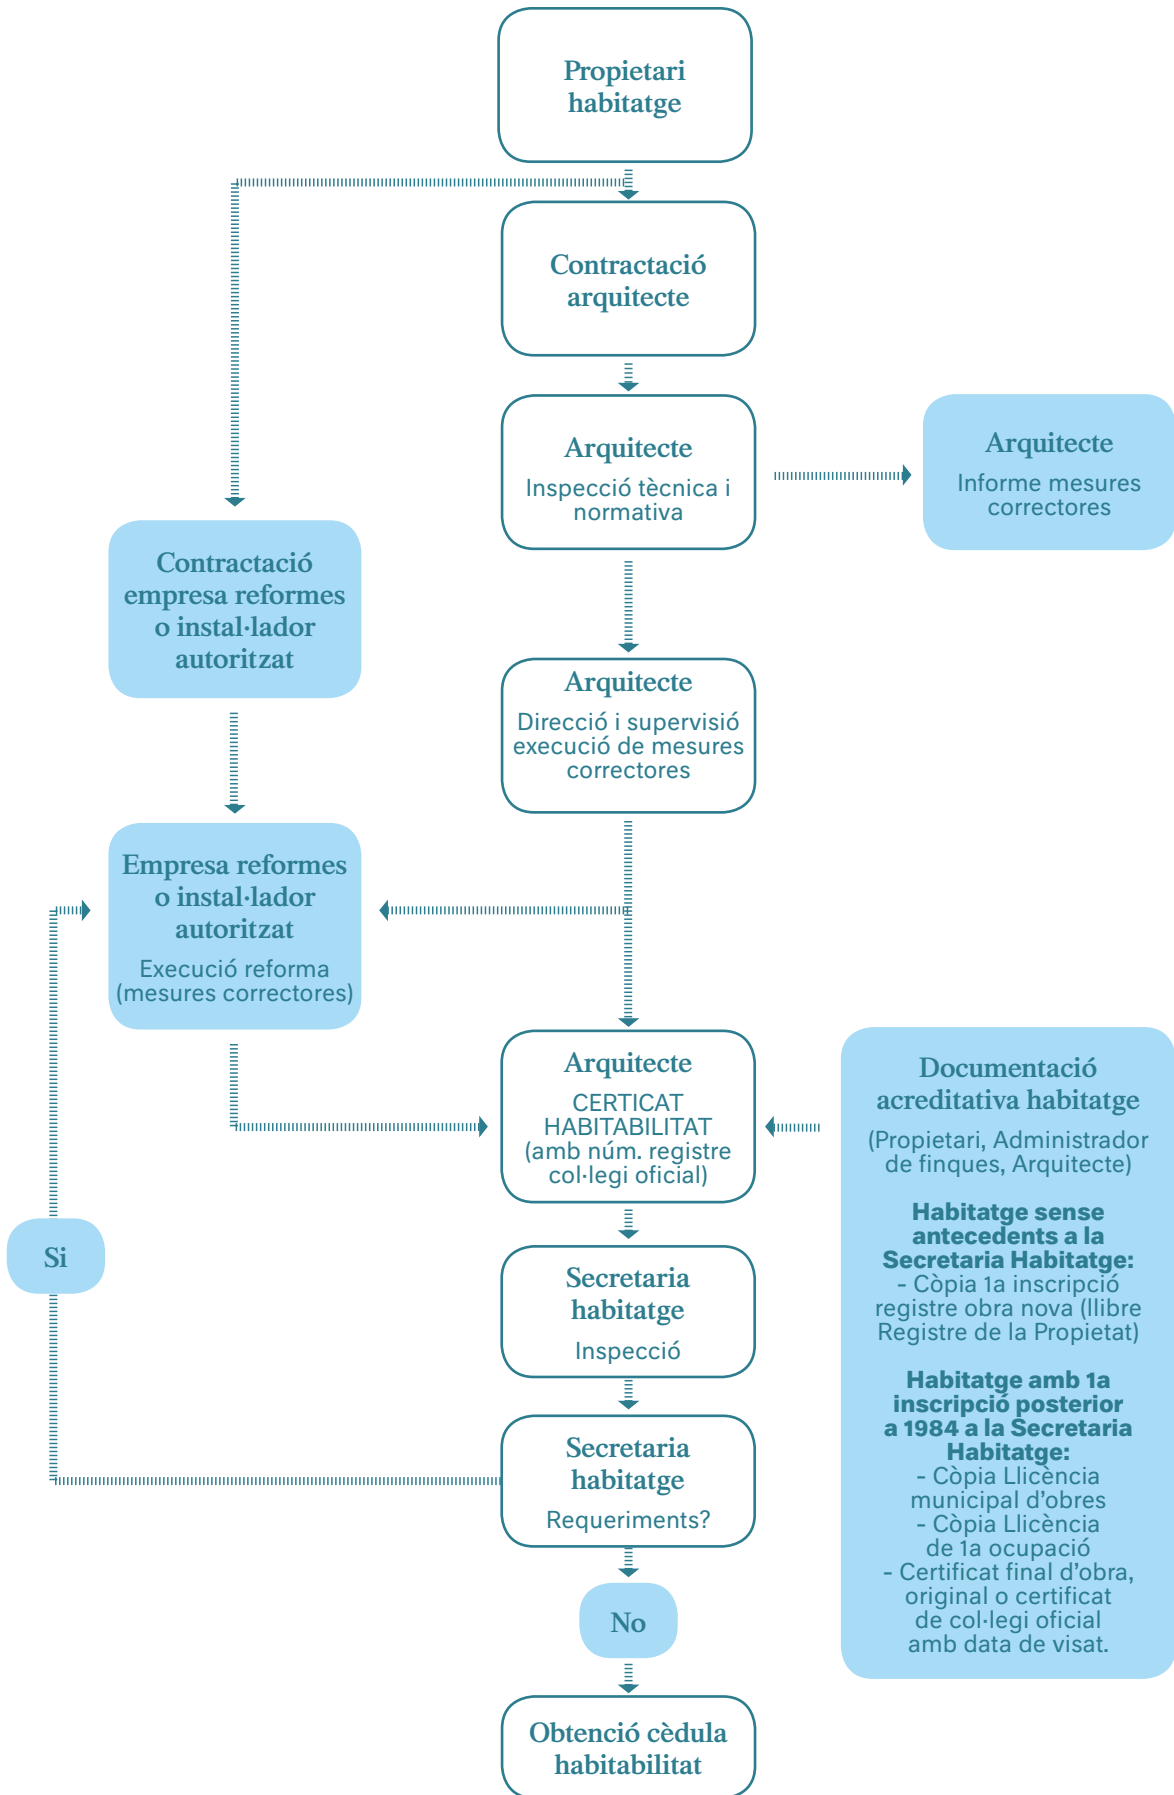 Propietari
habitatge
Contractació
arquitecte
Arquitecte
Inspecció tècnica i
normativa
Arquitecte
Informe mesures
correctores
Contractació
empresa reformes
o instal·lador
autoritzat
Arquitecte
Direcció i supervisió
execució de mesures
correctores
Empresa reformes
o instal·lador
autoritzat
Execució reforma
(mesures correctores)
Arquitecte
CERTICAT
HABITABILITAT
(amb núm. registre
col·legi oficial)
Documentació
acreditativa habitatge
(Propietari, Administrador
de finques, Arquitecte)
Habitatge sense
antecedents a la
Secretaria Habitatge:
- Còpia 1a inscripció
registre obra nova (llibre
Registre de la Propietat)
Habitatge amb 1a
inscripció posterior
a 1984 a la Secretaria
Habitatge:
- Còpia Llicència
municipal d'obres
- Còpia Llicència
de 1a ocupació
- Certificat final d'obra,
original o certificat
de col·legi oficial
amb data de visat.
Si
Secretaria
habitatge
Inspecció
Secretaria
habitatge
Requeriments?
No
Obtenció cèdula
habitabilitat